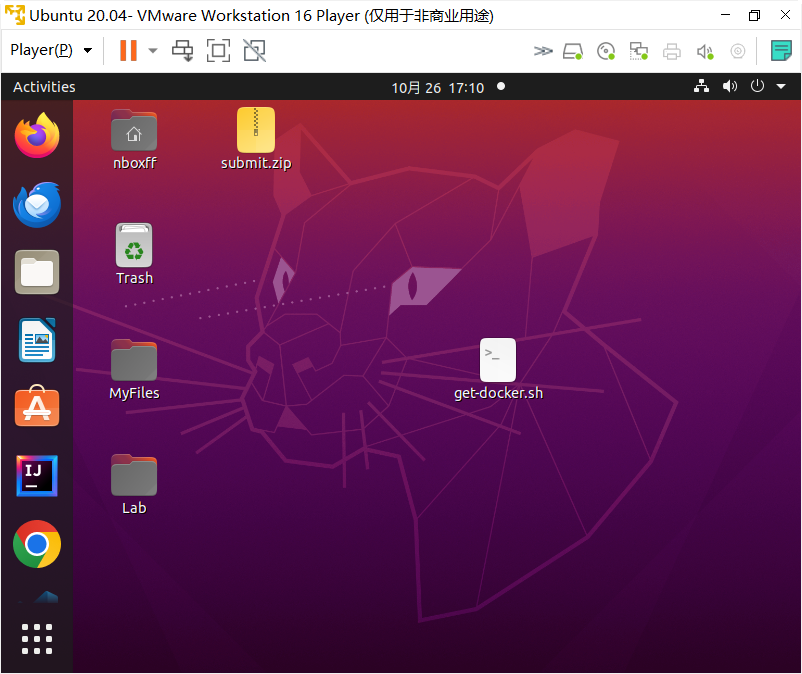 Ubuntu 20.04- VMware Workstation 16 Player (仅用于非商业用途)
Player(P)
Activities
10月 26 17:10
nboxff
submit.zip
Trash
MyFiles
>_
get-docker.sh
IJ
Lab